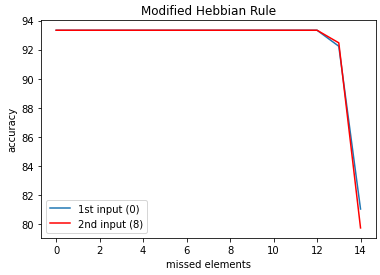 Modified Hebbian Rule
94
92
90
88
86
84
82
80
accuracy
1st input (0)
2nd input (8)
0 2 4 6 8 10 12 14
missed elements